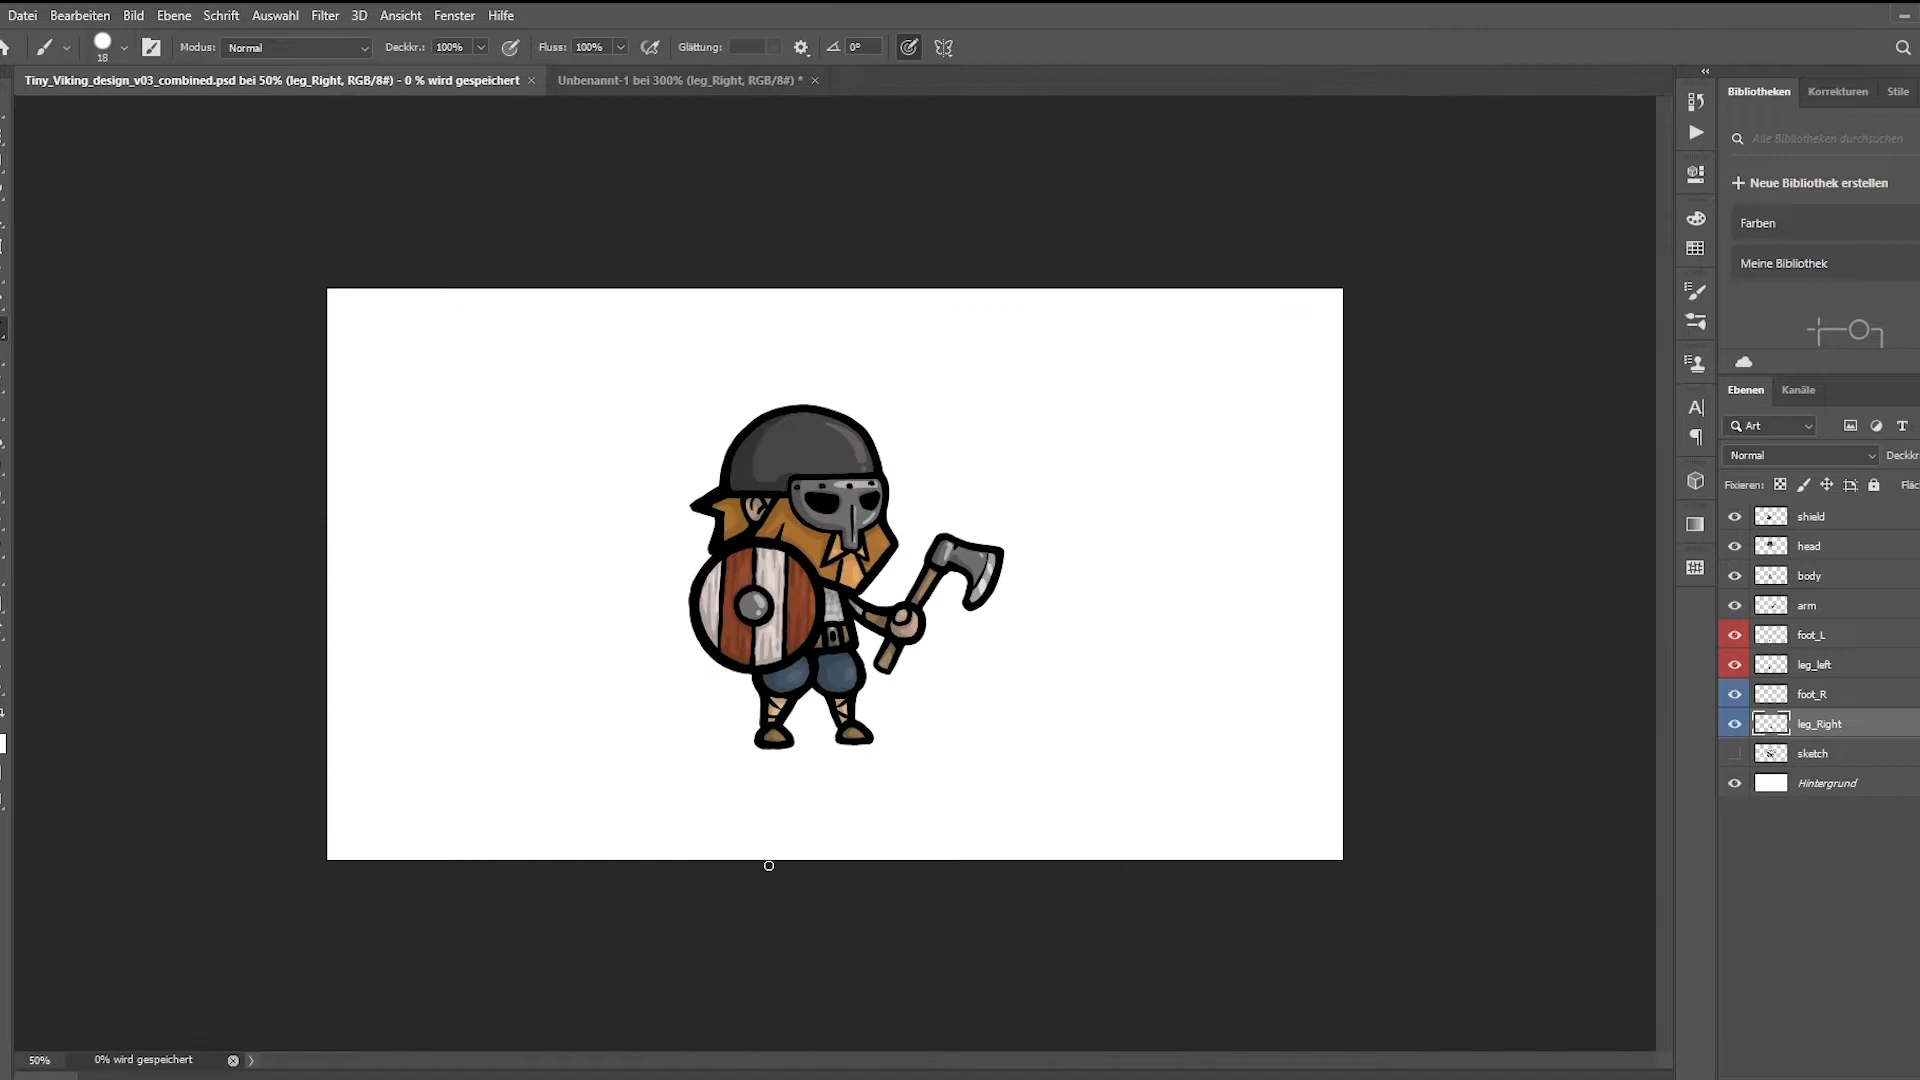 Datei Bearbeiten Bild Ebene Schrift Auswahl Filter 3D Ansicht Fenster Hilfe
18 Modus: Normal Deckkr.: 100% Fluss: 100% Glättung: 0°
Tiny_Viking_design_v03_combined.psd bei 50% (leg_Right, RGB/8#) - 0 % wird gespeichert × Unbenannt-1 bei 300% (leg_Right, RGB/8#) * ×
Bibliotheken Korrekturen Stile
Alle Bibliotheken durchsuchen
+ Neue Bibliothek erstellen
Farben
Meine Bibliothek
Ebenen Kanäle
Art
Normal Deckkr
Fixieren: Fläc
shield
head
body
arm
foot_L
leg_left
foot_R
leg_Right
sketch
Hintergrund
50% 0% wird gespeichert